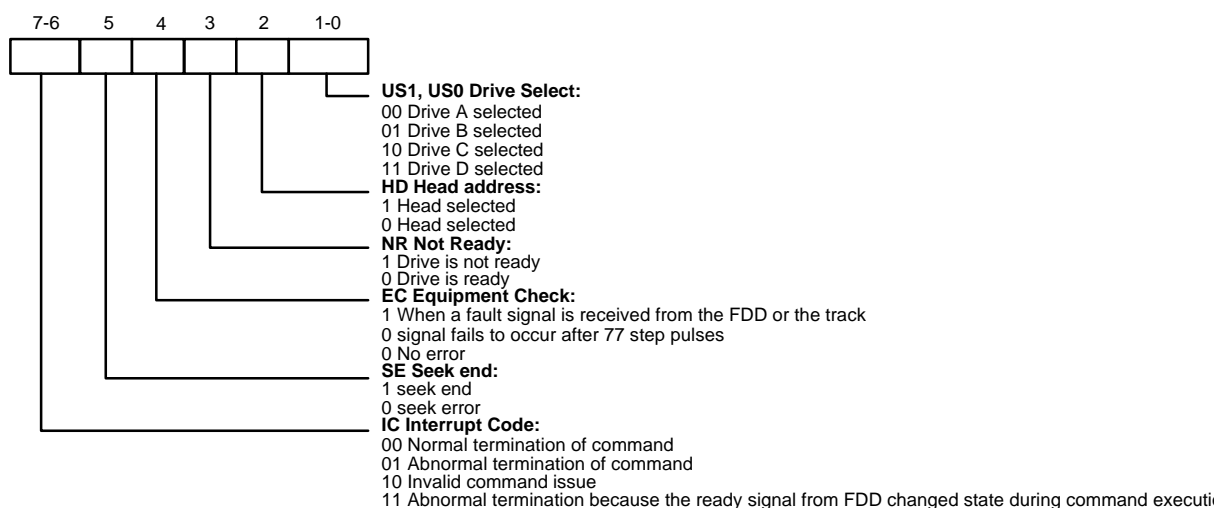 7-6 5 4 3 2 1-0
US1, US0 Drive Select:
00 Drive A selected
01 Drive B selected
10 Drive C selected
11 Drive D selected
HD Head address:
1 Head selected
0 Head selected
NR Not Ready:
1 Drive is not ready
0 Drive is ready
EC Equipment Check:
1 When a fault signal is received from the FDD or the track
0 signal fails to occur after 77 step pulses
0 No error
SE Seek end:
1 seek end
0 seek error
IC Interrupt Code:
00 Normal termination of command
01 Abnormal termination of command
10 Invalid command issue
11 Abnormal termination because the ready signal from FDD changed state during command